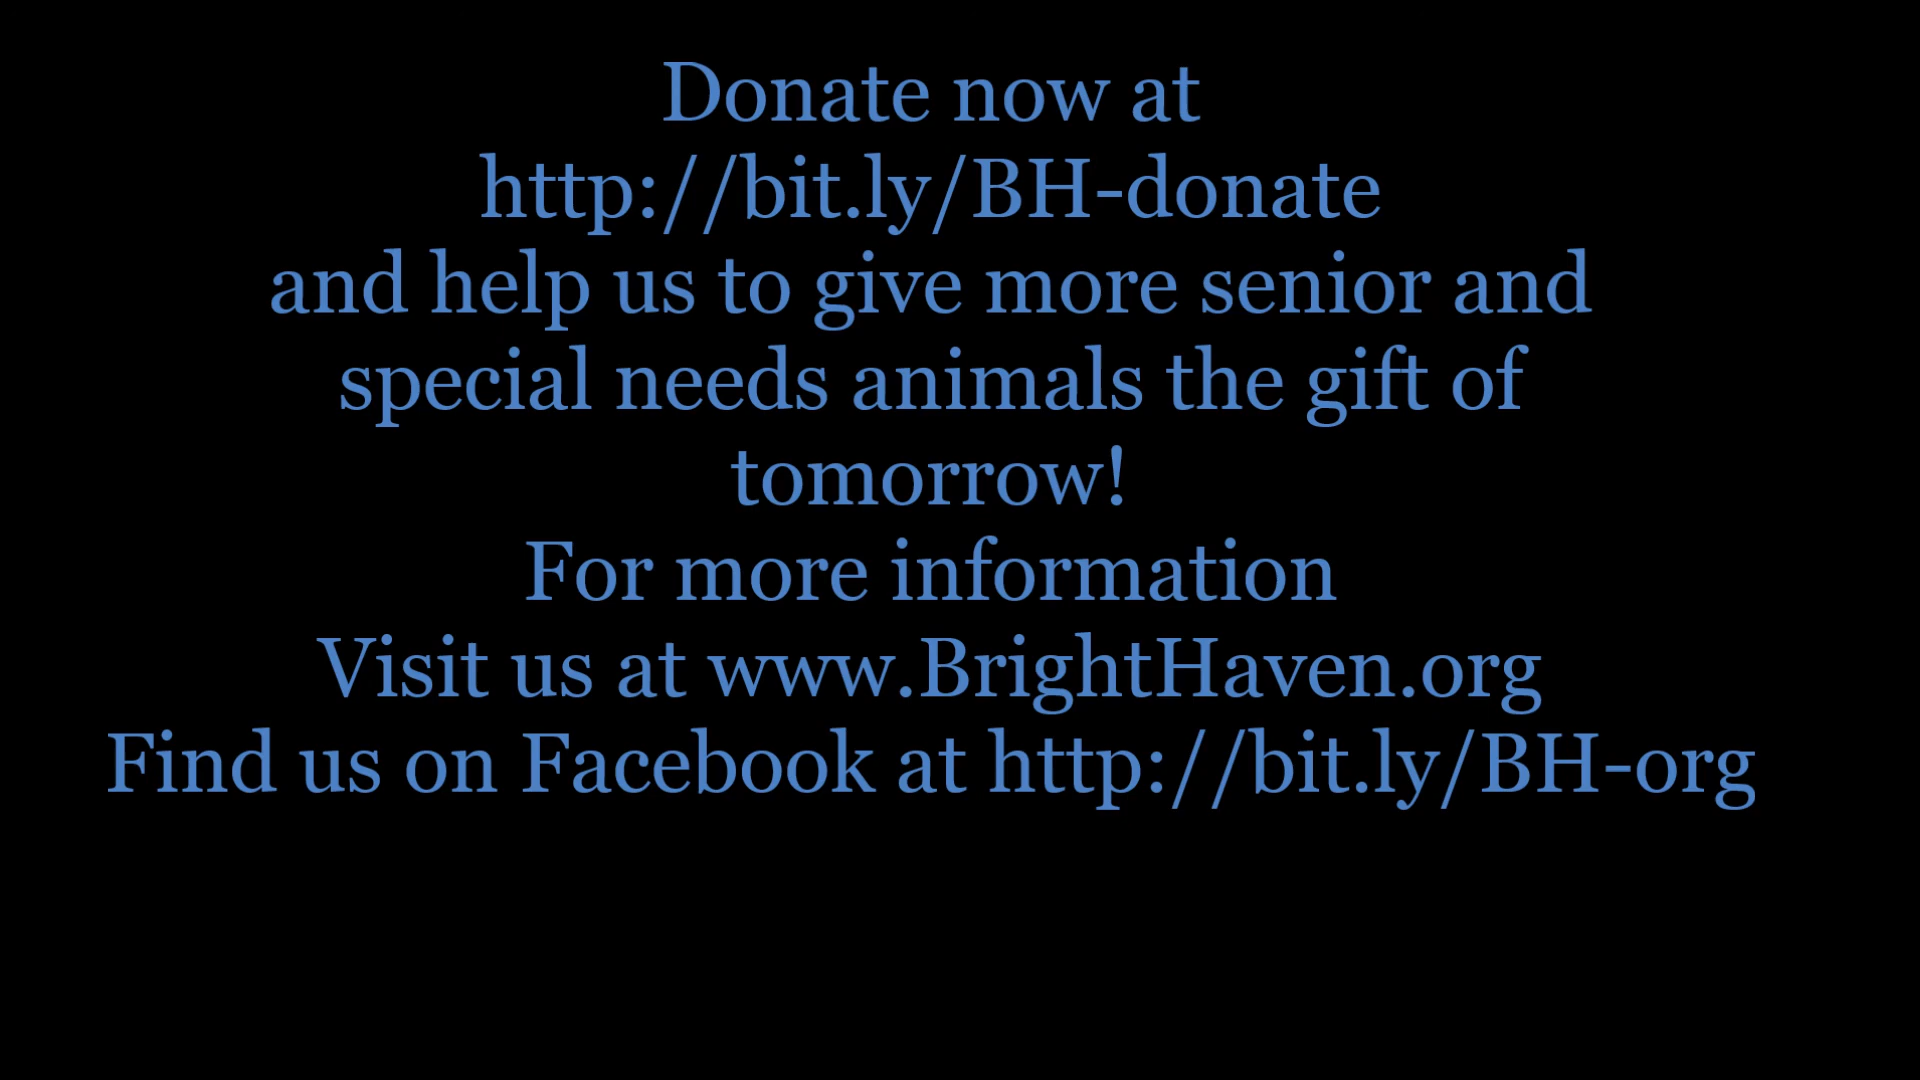 Donate now at
http://bit.ly/BH-donate
and help us to give more senior and
special needs animals the gift of
tomorrow!
For more information
Visit us at www.BrightHaven.org
Find us on Facebook at http://bit.ly/BH-org